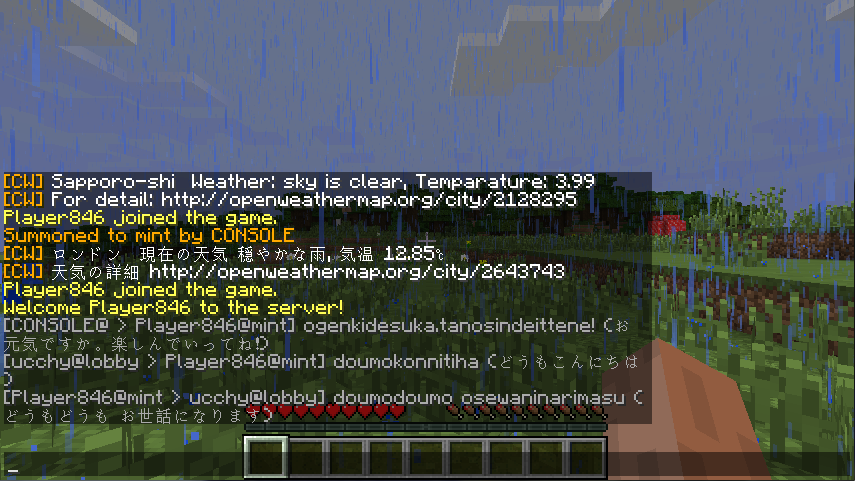 [CW] Sapporo-shi Weather: sky is clear, Temparature: 3.99
[CW] For detail: http://openweathermap.org/city/2128295
Player846 joined the game.
Summoned to mint by CONSOLE
[CW] ロンドン 現在の天気 穏やかな雨, 気温 12.85℃
[CW] 天気の詳細 http://openweathermap.org/city/2643743
Player846 joined the game.
Welcome Player846 to the server!
[CONSOLE@ > Player846@mint] ogenkidesuka.tanosindeittene! (お
元気ですか。楽しんでいってね!)
[ucchy@lobby > Player846@mint] doumokonnitiha (どうもこんにちは
)
[Player846@mint > ucchy@lobby] doumodoumo osewaninarimasu (
どうもどうも お世話になります)
_